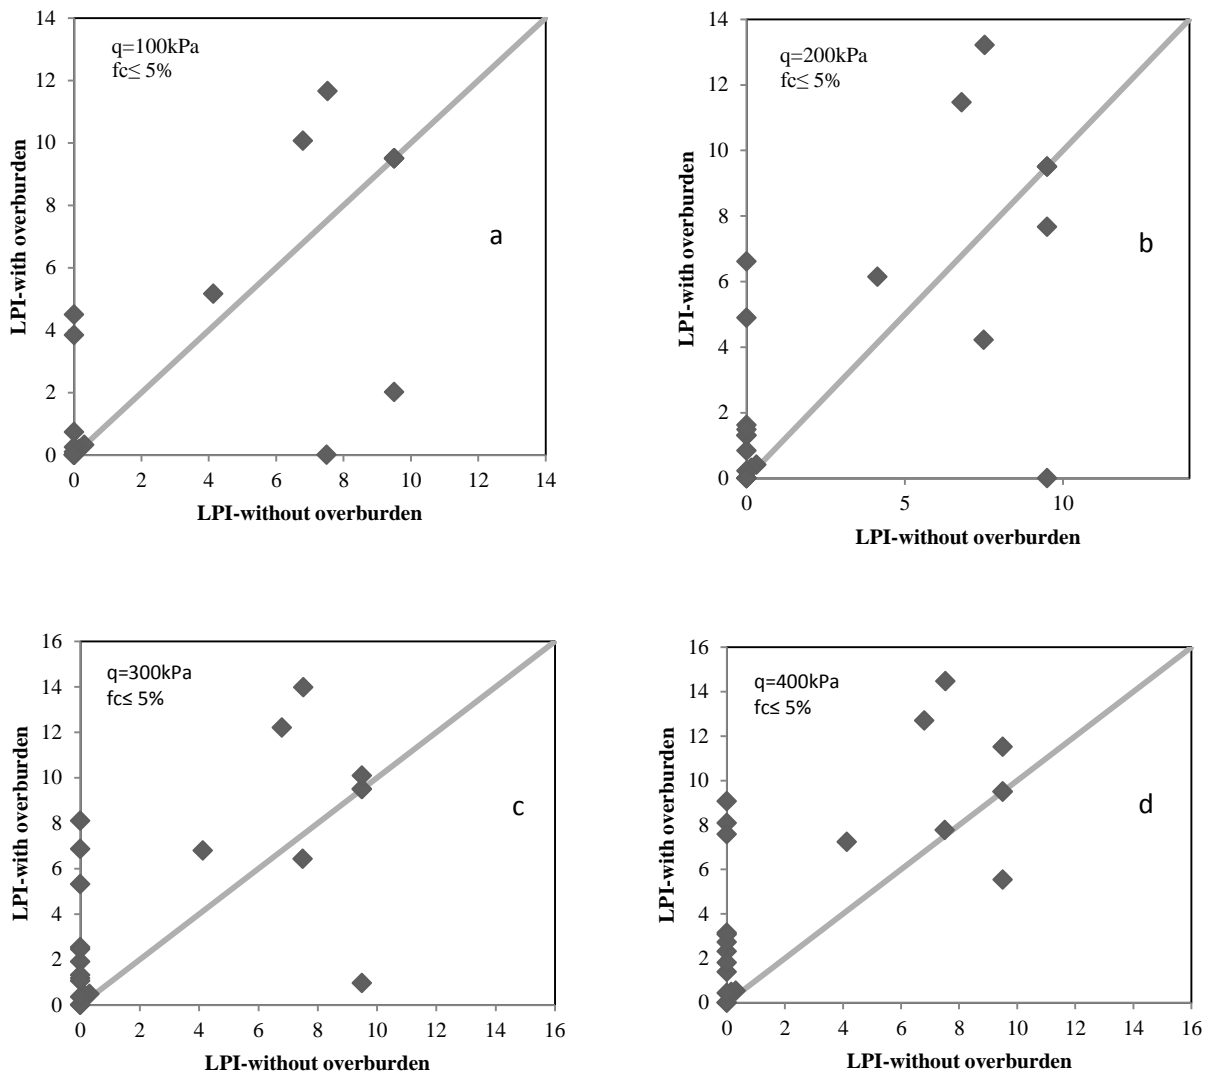 14
12
10
8
6
4
2
0
q=100kPa
fc≤ 5%
a
0 2 4 6 8 10 12 14
LPI-with overburden
LPI-without overburden
14
12
10
8
6
4
2
0
q=200kPa
fc≤ 5%
b
0 5 10
LPI-with overburden
LPI-without overburden
16
14
12
10
8
6
4
2
0
q=300kPa
fc≤ 5%
c
0 2 4 6 8 10 12 14 16
LPI-with overburden
LPI-without overburden
16
14
12
10
8
6
4
2
0
q=400kPa
fc≤ 5%
d
0 2 4 6 8 10 12 14 16
LPI-with overburden
LPI-without overburden